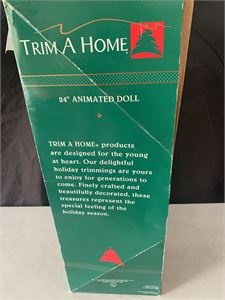 TRIM A HOME
24" ANIMATED DOLL
TRIM A HOME® products
are designed for the young
at heart. Our delightful
holiday trimmings are yours
to enjoy for generations to
come. Finely crafted and
beautifully decorated, these
treasures represent the
special feeling of the
holiday season.